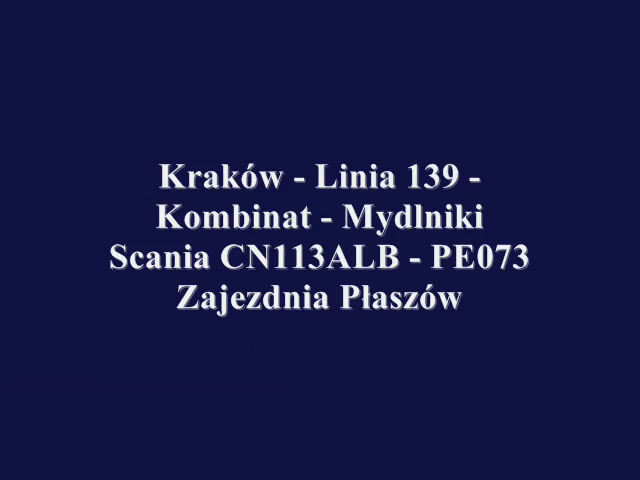 Kraków - Linia 139 -
Kombinat - Mydlniki
Scania CN113ALB - PE073
Zajezdnia Płaszów